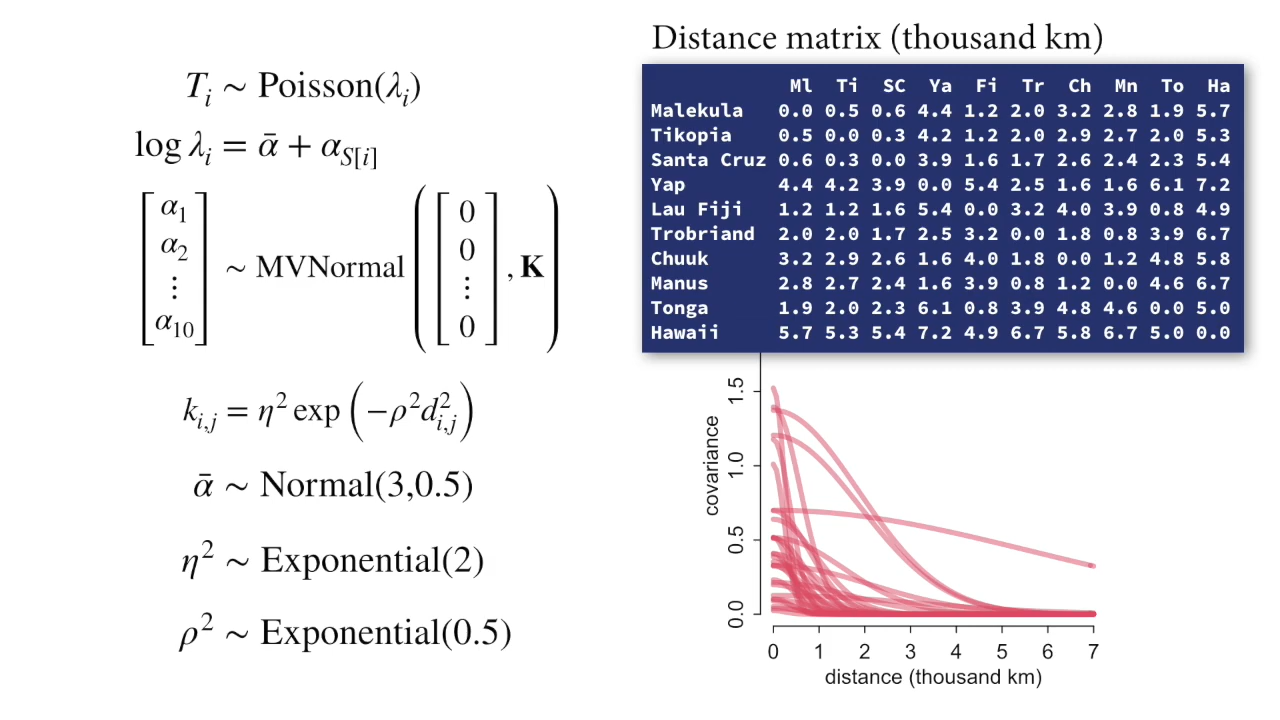 T_i ∼ Poisson(λ_i)
log λ_i = ᾱ + α_{S[i]}
[α_1 α_2 ⋮ α_10] ∼ MVNormal([0 0 ⋮ 0], K)
k_{i,j} = η² exp(−ρ²d²_{i,j})
ᾱ ∼ Normal(3,0.5)
η² ∼ Exponential(2)
ρ² ∼ Exponential(0.5)
Distance matrix (thousand km)
Ml Ti SC Ya Fi Tr Ch Mn To Ha
Malekula 0.0 0.5 0.6 4.4 1.2 2.0 3.2 2.8 1.9 5.7
Tikopia 0.5 0.0 0.3 4.2 1.2 2.0 2.9 2.7 2.0 5.3
Santa Cruz 0.6 0.3 0.0 3.9 1.6 1.7 2.6 2.4 2.3 5.4
Yap 4.4 4.2 3.9 0.0 5.4 2.5 1.6 1.6 6.1 7.2
Lau Fiji 1.2 1.2 1.6 5.4 0.0 3.2 4.0 3.9 0.8 4.9
Trobriand 2.0 2.0 1.7 2.5 3.2 0.0 1.8 0.8 3.9 6.7
Chuuk 3.2 2.9 2.6 1.6 4.0 1.8 0.0 1.2 4.8 5.8
Manus 2.8 2.7 2.4 1.6 3.9 0.8 1.2 0.0 4.6 6.7
Tonga 1.9 2.0 2.3 6.1 0.8 3.9 4.8 4.6 0.0 5.0
Hawaii 5.7 5.3 5.4 7.2 4.9 6.7 5.8 6.7 5.0 0.0
covariance
1.5
1.0
0.5
0.0
0 1 2 3 4 5 6 7
distance (thousand km)